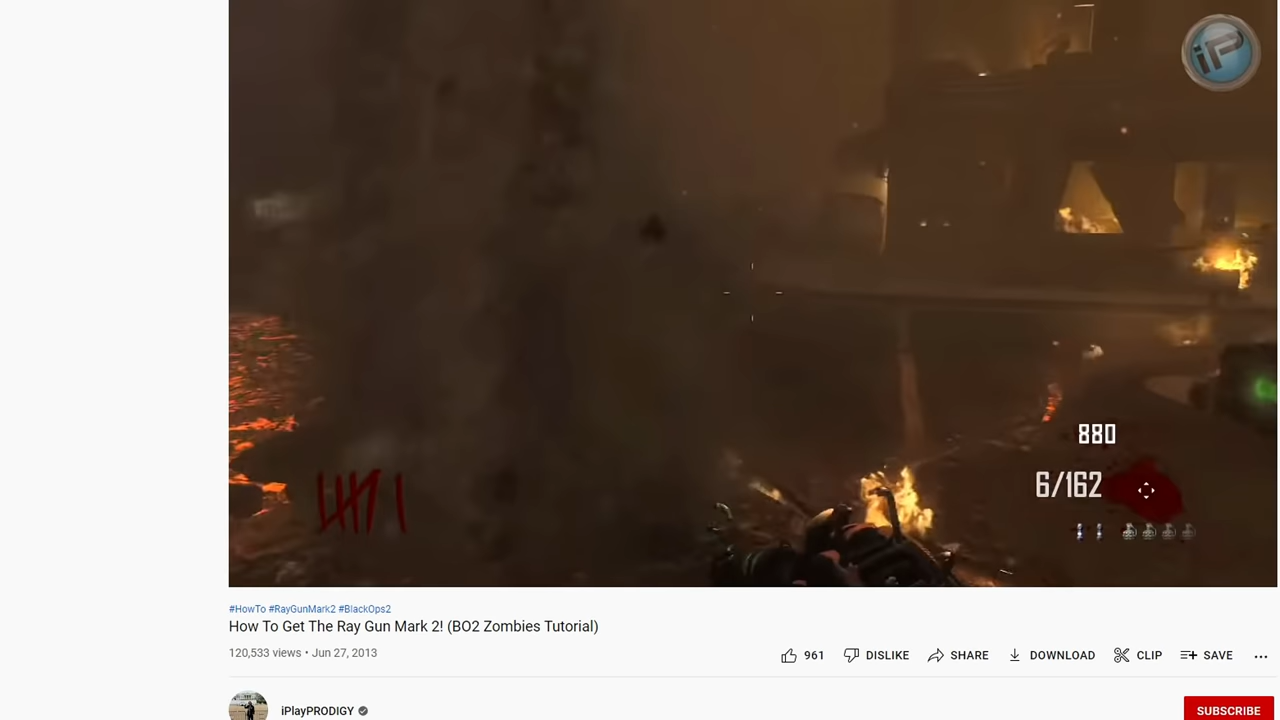 iP
880
6/162
#HowTo #RayGunMark2 #BlackOps2
How To Get The Ray Gun Mark 2! (BO2 Zombies Tutorial)
120,533 views • Jun 27, 2013
961 DISLIKE SHARE DOWNLOAD CLIP SAVE
iPlayPRODIGY
SUBSCRIBE